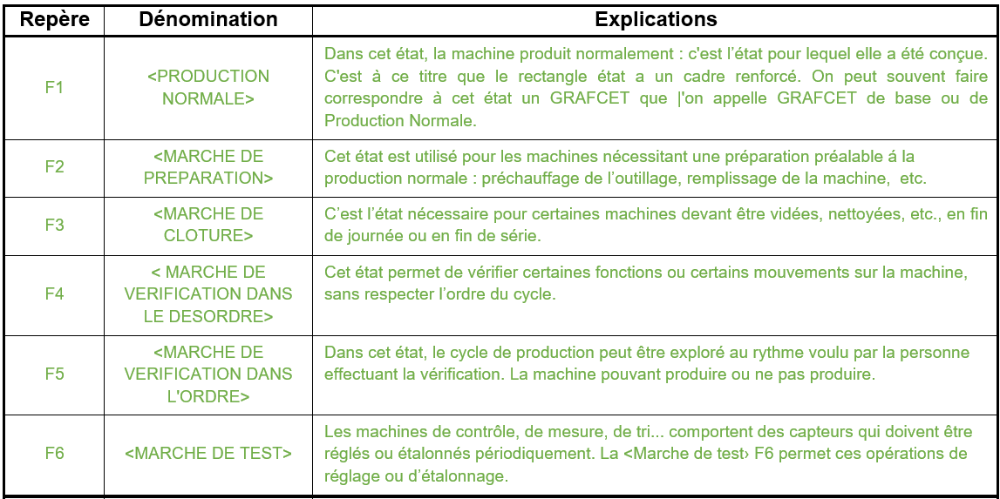 Repère Dénomination Explications
F1
<PRODUCTION
NORMALE>
Dans cet état, la machine produit normalement : c'est l’état pour lequel elle a été conçue.
C'est à ce titre que le rectangle état a un cadre renforcé. On peut souvent faire
correspondre à cet état un GRAFCET que |'on appelle GRAFCET de base ou de
Production Normale.
F2
<MARCHE DE
PREPARATION>
Cet état est utilisé pour les machines nécessitant une préparation préalable á la
production normale : préchauffage de l’outillage, remplissage de la machine, etc.
F3
<MARCHE DE
CLOTURE>
C’est l’état nécessaire pour certaines machines devant être vidées, nettoyées, etc., en fin
de journée ou en fin de série.
F4
< MARCHE DE
VERIFICATION DANS
LE DESORDRE>
Cet état permet de vérifier certaines fonctions ou certains mouvements sur la machine,
sans respecter l’ordre du cycle.
F5
<MARCHE DE
VERIFICATION DANS
L'ORDRE>
Dans cet état, le cycle de production peut être exploré au rythme voulu par la personne
effectuant la vérification. La machine pouvant produire ou ne pas produire.
F6
<MARCHE DE TEST>
Les machines de contrôle, de mesure, de tri... comportent des capteurs qui doivent être
réglés ou étalonnés périodiquement. La <Marche de test› F6 permet ces opérations de
réglage ou d’étalonnage.